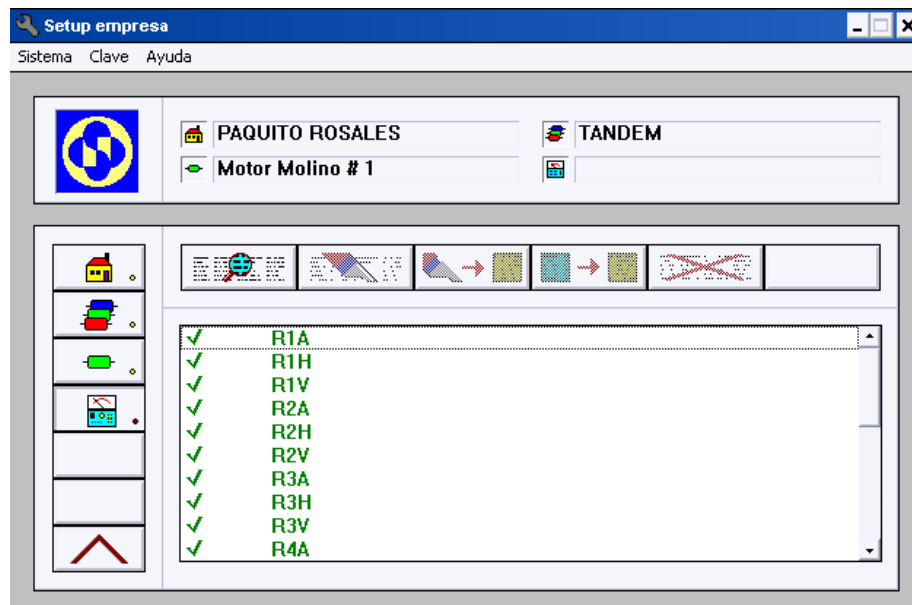 Setup empresa
Sistema Clave Ayuda
PAQUITO ROSALES
TANDEM
Motor Molino # 1
R1A
R1H
R1V
R2A
R2H
R2V
R3A
R3H
R3V
R4A